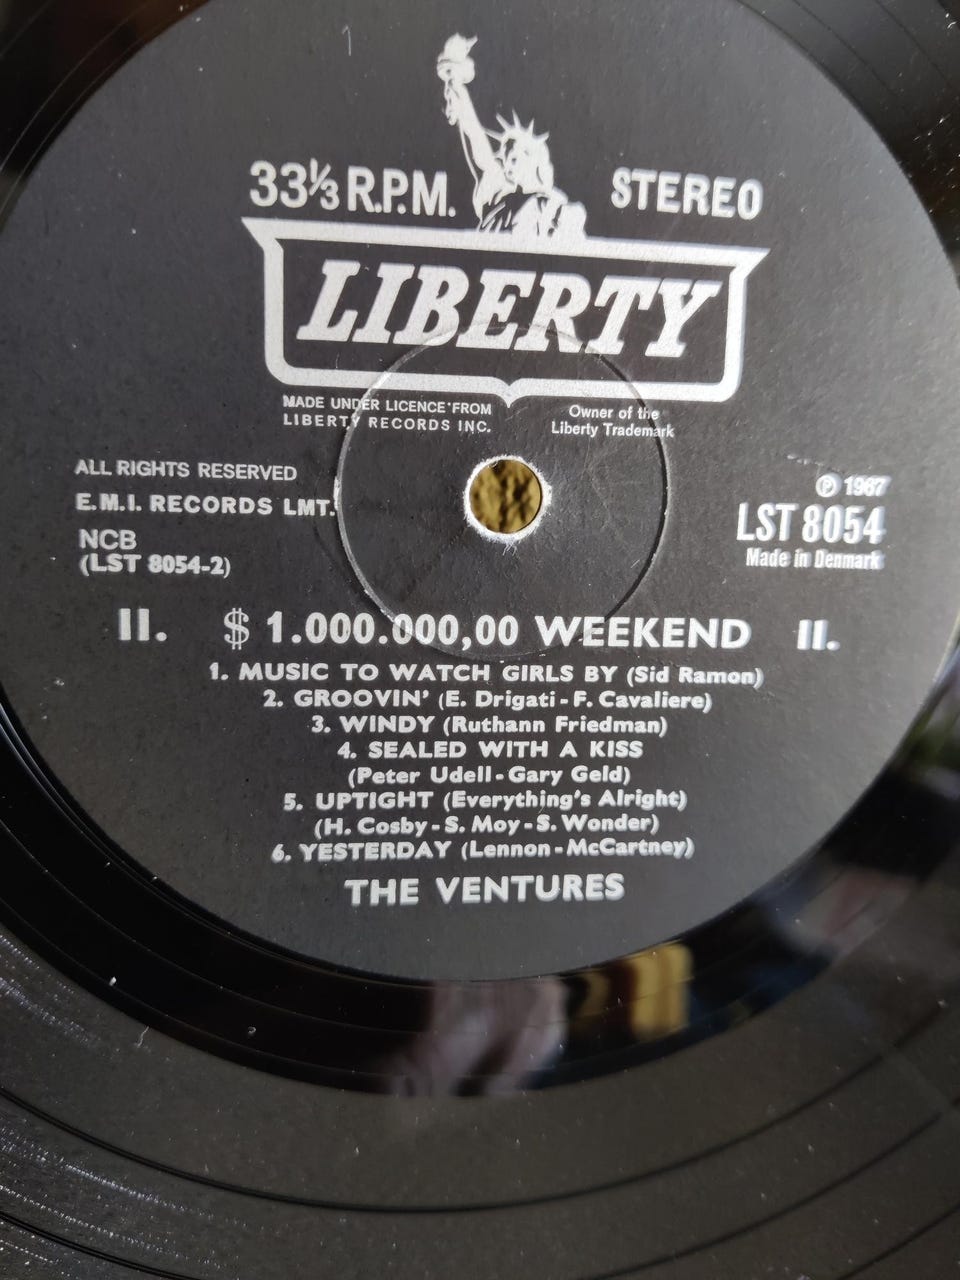 33⅓ R.P.M. STEREO
LIBERTY
MADE UNDER LICENCE FROM
LIBERTY RECORDS INC.
Owner of the
Liberty Trademark
ALL RIGHTS RESERVED
E.M.I. RECORDS LMT.
NCB
(LST 8054-2)
℗ 1967
LST 8054
Made in Denmark
II. $ 1.000.000,00 WEEKEND II.
1. MUSIC TO WATCH GIRLS BY (Sid Ramon)
2. GROOVIN' (E. Drigati - F. Cavaliere)
3. WINDY (Ruthann Friedman)
4. SEALED WITH A KISS
(Peter Udell - Gary Geld)
5. UPTIGHT (Everything's Alright)
(H. Cosby - S. Moy - S. Wonder)
6. YESTERDAY (Lennon - McCartney)
THE VENTURES